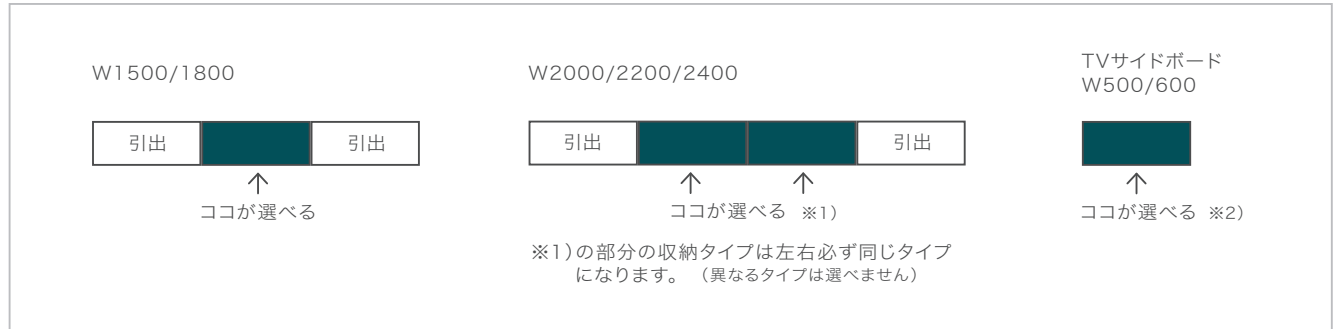 W1500/1800
引出
引出
ココが選べる
W2000/2200/2400
引出
引出
ココが選べる ※1）
※1）の部分の収納タイプは左右必ず同じタイプ
になります。（異なるタイプは選べません）
TVサイドボード
W500/600
ココが選べる ※2）